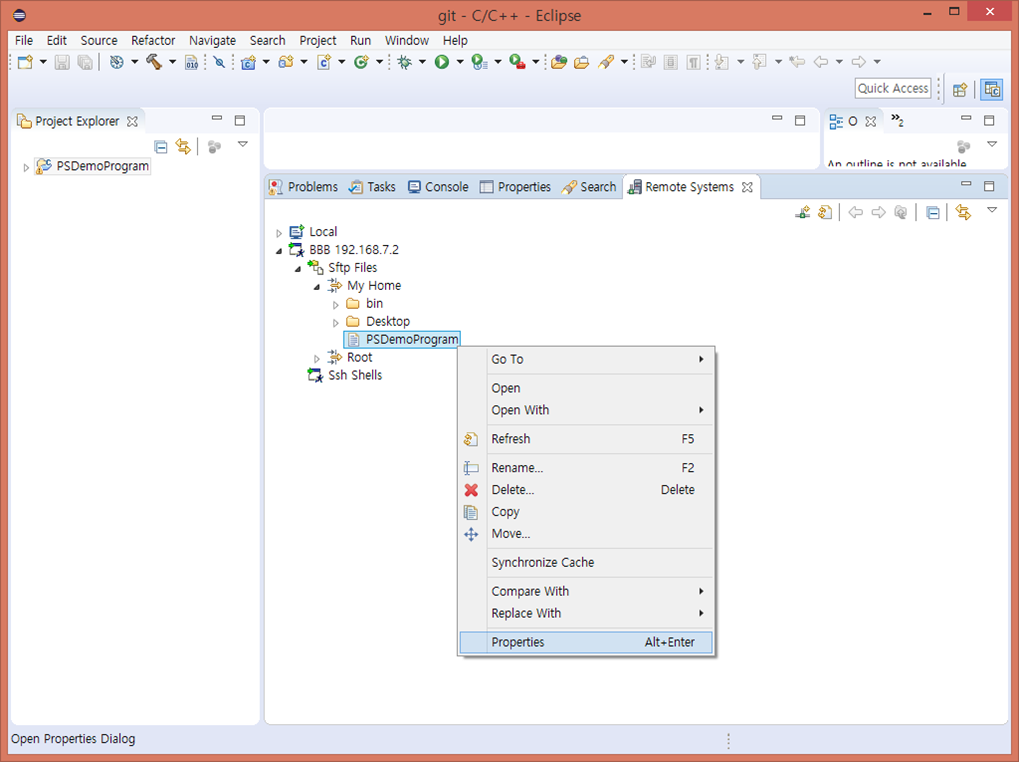 git - C/C++ - Eclipse
File Edit Source Refactor Navigate Search Project Run Window Help
010
Quick Access
Project Explorer
O
»2
PSDemoProgram
An outline is not available.
Problems Tasks Console Properties Search Remote Systems
Local
BBB 192.168.7.2
Sftp Files
My Home
bin
Desktop
PSDemoProgram
Root
Ssh Shells
Go To
Open
Open With
Refresh F5
Rename... F2
Delete... Delete
Copy
Move...
Synchronize Cache
Compare With
Replace With
Properties Alt+Enter
Open Properties Dialog